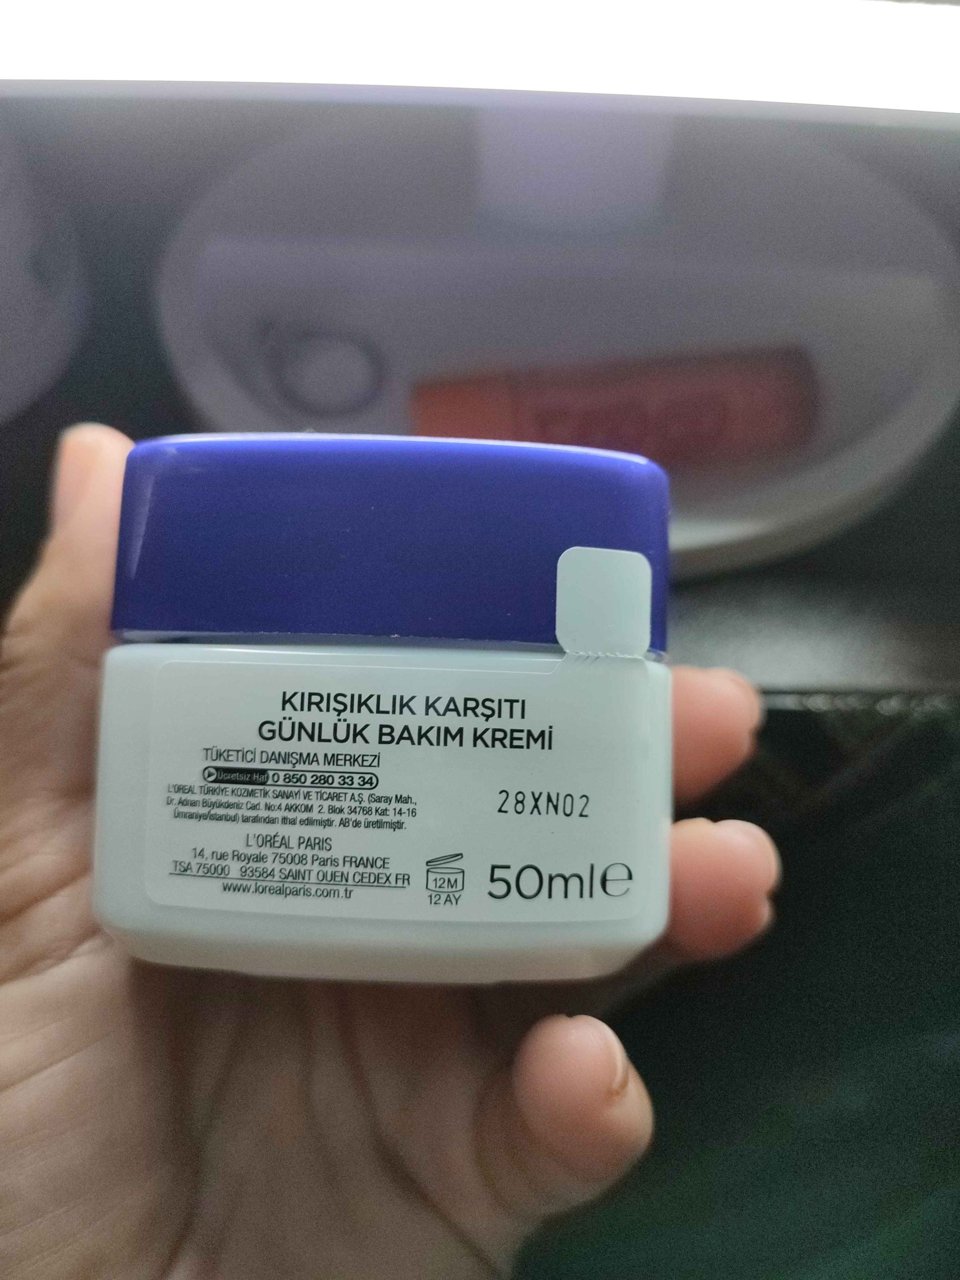 KIRIŞIKLIK KARŞITI
GÜNLÜK BAKIM KREMİ
TÜKETİCİ DANIŞMA MERKEZİ
Ücretsiz Hat 0 850 280 33 34
L'OREAL TÜRKİYE KOZMETİK SANAYİ VE TİCARET A.Ş. (Saray Mah.,
Dr. Adnan Büyükdeniz Cad. No:4 AKKOM 2. Blok 34768 Kat: 14-16
Ümraniye/İstanbul) tarafından ithal edilmiştir. AB'de üretilmiştir.
28XN02
L'ORÉAL PARIS
14, rue Royale 75008 Paris FRANCE
TSA 75000 93584 SAINT OUEN CEDEX FR
www.lorealparis.com.tr
12M
12 AY
50ml℮